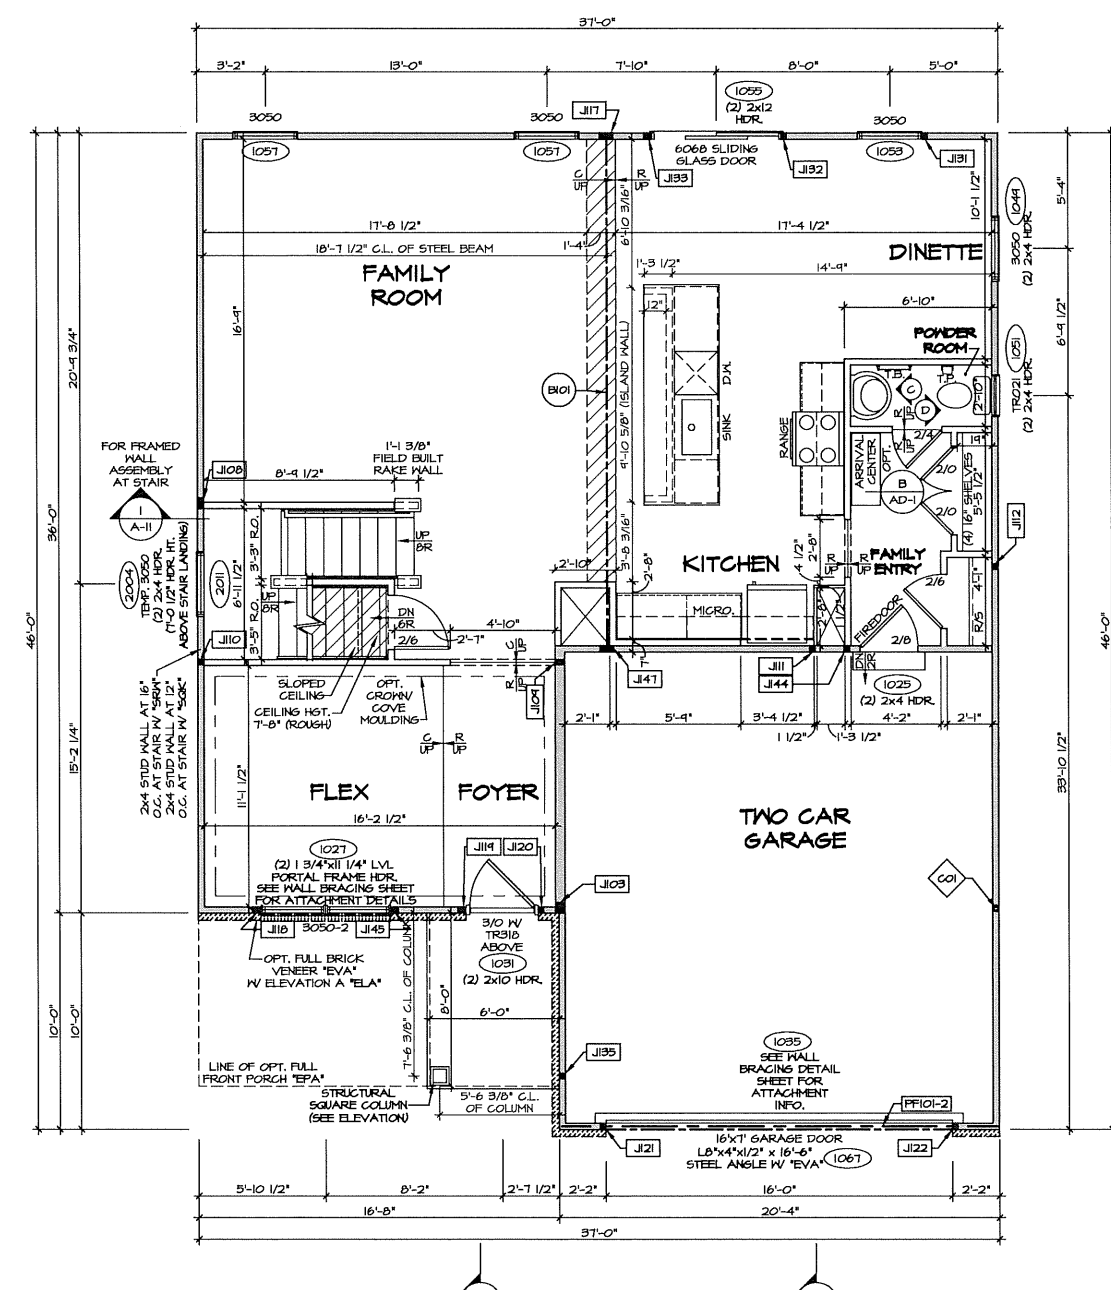 37'-0"
3'-2" 13'-0" 7'-10" 8'-0" 5'-0"
1055
(2) 2x12
HDR.
3050 3050 J117 3050
1057 1057 6068 SLIDING
GLASS DOOR 1053 J131
J133 J132
C
UP
R
UP
6'-10 3/16"
10'-1 1/2"
5'-4"
1049
3050
(2) 2x4 HDR.
17'-8 1/2" 17'-4 1/2"
18'-7 1/2" C.L. OF STEEL BEAM 1'-4"
DINETTE
FAMILY
ROOM
1'-3 1/2" 14'-9"
12"
6'-10"
16'-9"
20'-9 3/4"
6'-9 1/2"
1051
TR021
(2) 2x4 HDR.
POWDER
ROOM
T.B. T.P.
C
D
2'-10"
R
UP
R
UP
2/4
B101
9'-10 5/8" (ISLAND WALL)
D.W.
SINK
RANGE
ARRIVAL
CENTER
OPT.
B
AD-1
19"
2/0
2/0
(4) 16" SHELVES
5'-5 1/2"
J112
FOR FRAMED
WALL
ASSEMBLY
AT STAIR
1
A-11
J108
8'-9 1/2"
1'-1 3/8"
FIELD BUILT
RAKE WALL
UP
8R
3'-3" R.O.
6'-11 1/2"
3'-5" R.O.
36'-0"
46'-0"
2004
TEMP. 3050
(2) 2x4 HDR.
(7'-0 1/2" HDR. HT.
ABOVE STAIR LANDING)
2011
J110
UP
8R
DN
6R
2/6
2'-7"
4'-10"
2'-10"
3'-8 3/16"
2'-8"
KITCHEN
MICRO.
4 1/2"
2'-8"
R
UP
FAMILY
ENTRY
2/6
4'-1"
R/S
2'-8"
1 1/2"
FIREDOOR
2/8
DN
2R
C
UP
R
UP
J109
7"
J147
J111
J144
1025
(2) 2x4 HDR.
46'-0"
SLOPED
CEILING
CEILING HGT.
7'-8" (ROUGH)
OPT.
CROWN/
COVE
MOULDING
2'-1" 5'-9" 3'-4 1/2" 4'-2" 2'-1"
1 1/2" 1'-3 1/2"
C
UP
R
UP
15'-2 1/4"
2x4 STUD WALL AT 16"
O.C. AT STAIR W/ "SRW"
2x4 STUD WALL AT 12"
O.C. AT STAIR W/ "SQK"
11'-1 1/2"
33'-10 1/2"
FLEX FOYER
16'-2 1/2"
TWO CAR
GARAGE
1027
(2) 1 3/4"x11 1/4" LVL
PORTAL FRAME HDR.
SEE WALL BRACING SHEET
FOR ATTACHMENT DETAILS
J119 J120
J103
C01
J118 3050-2 J145
3/0 W/
TR318
ABOVE
1031
(2) 2x10 HDR.
OPT. FULL BRICK
VENEER "EVA"
W/ ELEVATION A "ELA"
7'-6 3/8" C.L. OF COLUMN
8'-0"
6'-0"
10'-0"
10'-0"
LINE OF OPT. FULL
FRONT PORCH "EPA"
STRUCTURAL
SQUARE COLUMN
(SEE ELEVATION)
5'-6 3/8" C.L.
OF COLUMN
J135
1035
SEE WALL
BRACING DETAIL
SHEET FOR
ATTACHMENT
INFO.
PF101-2
J121
16'x7' GARAGE DOOR
L8"x4"x1/2" x 16'-6"
STEEL ANGLE W/ "EVA"
1067
J122
5'-10 1/2" 8'-2" 2'-7 1/2" 2'-2" 16'-0" 2'-2"
16'-8" 20'-4"
37'-0"